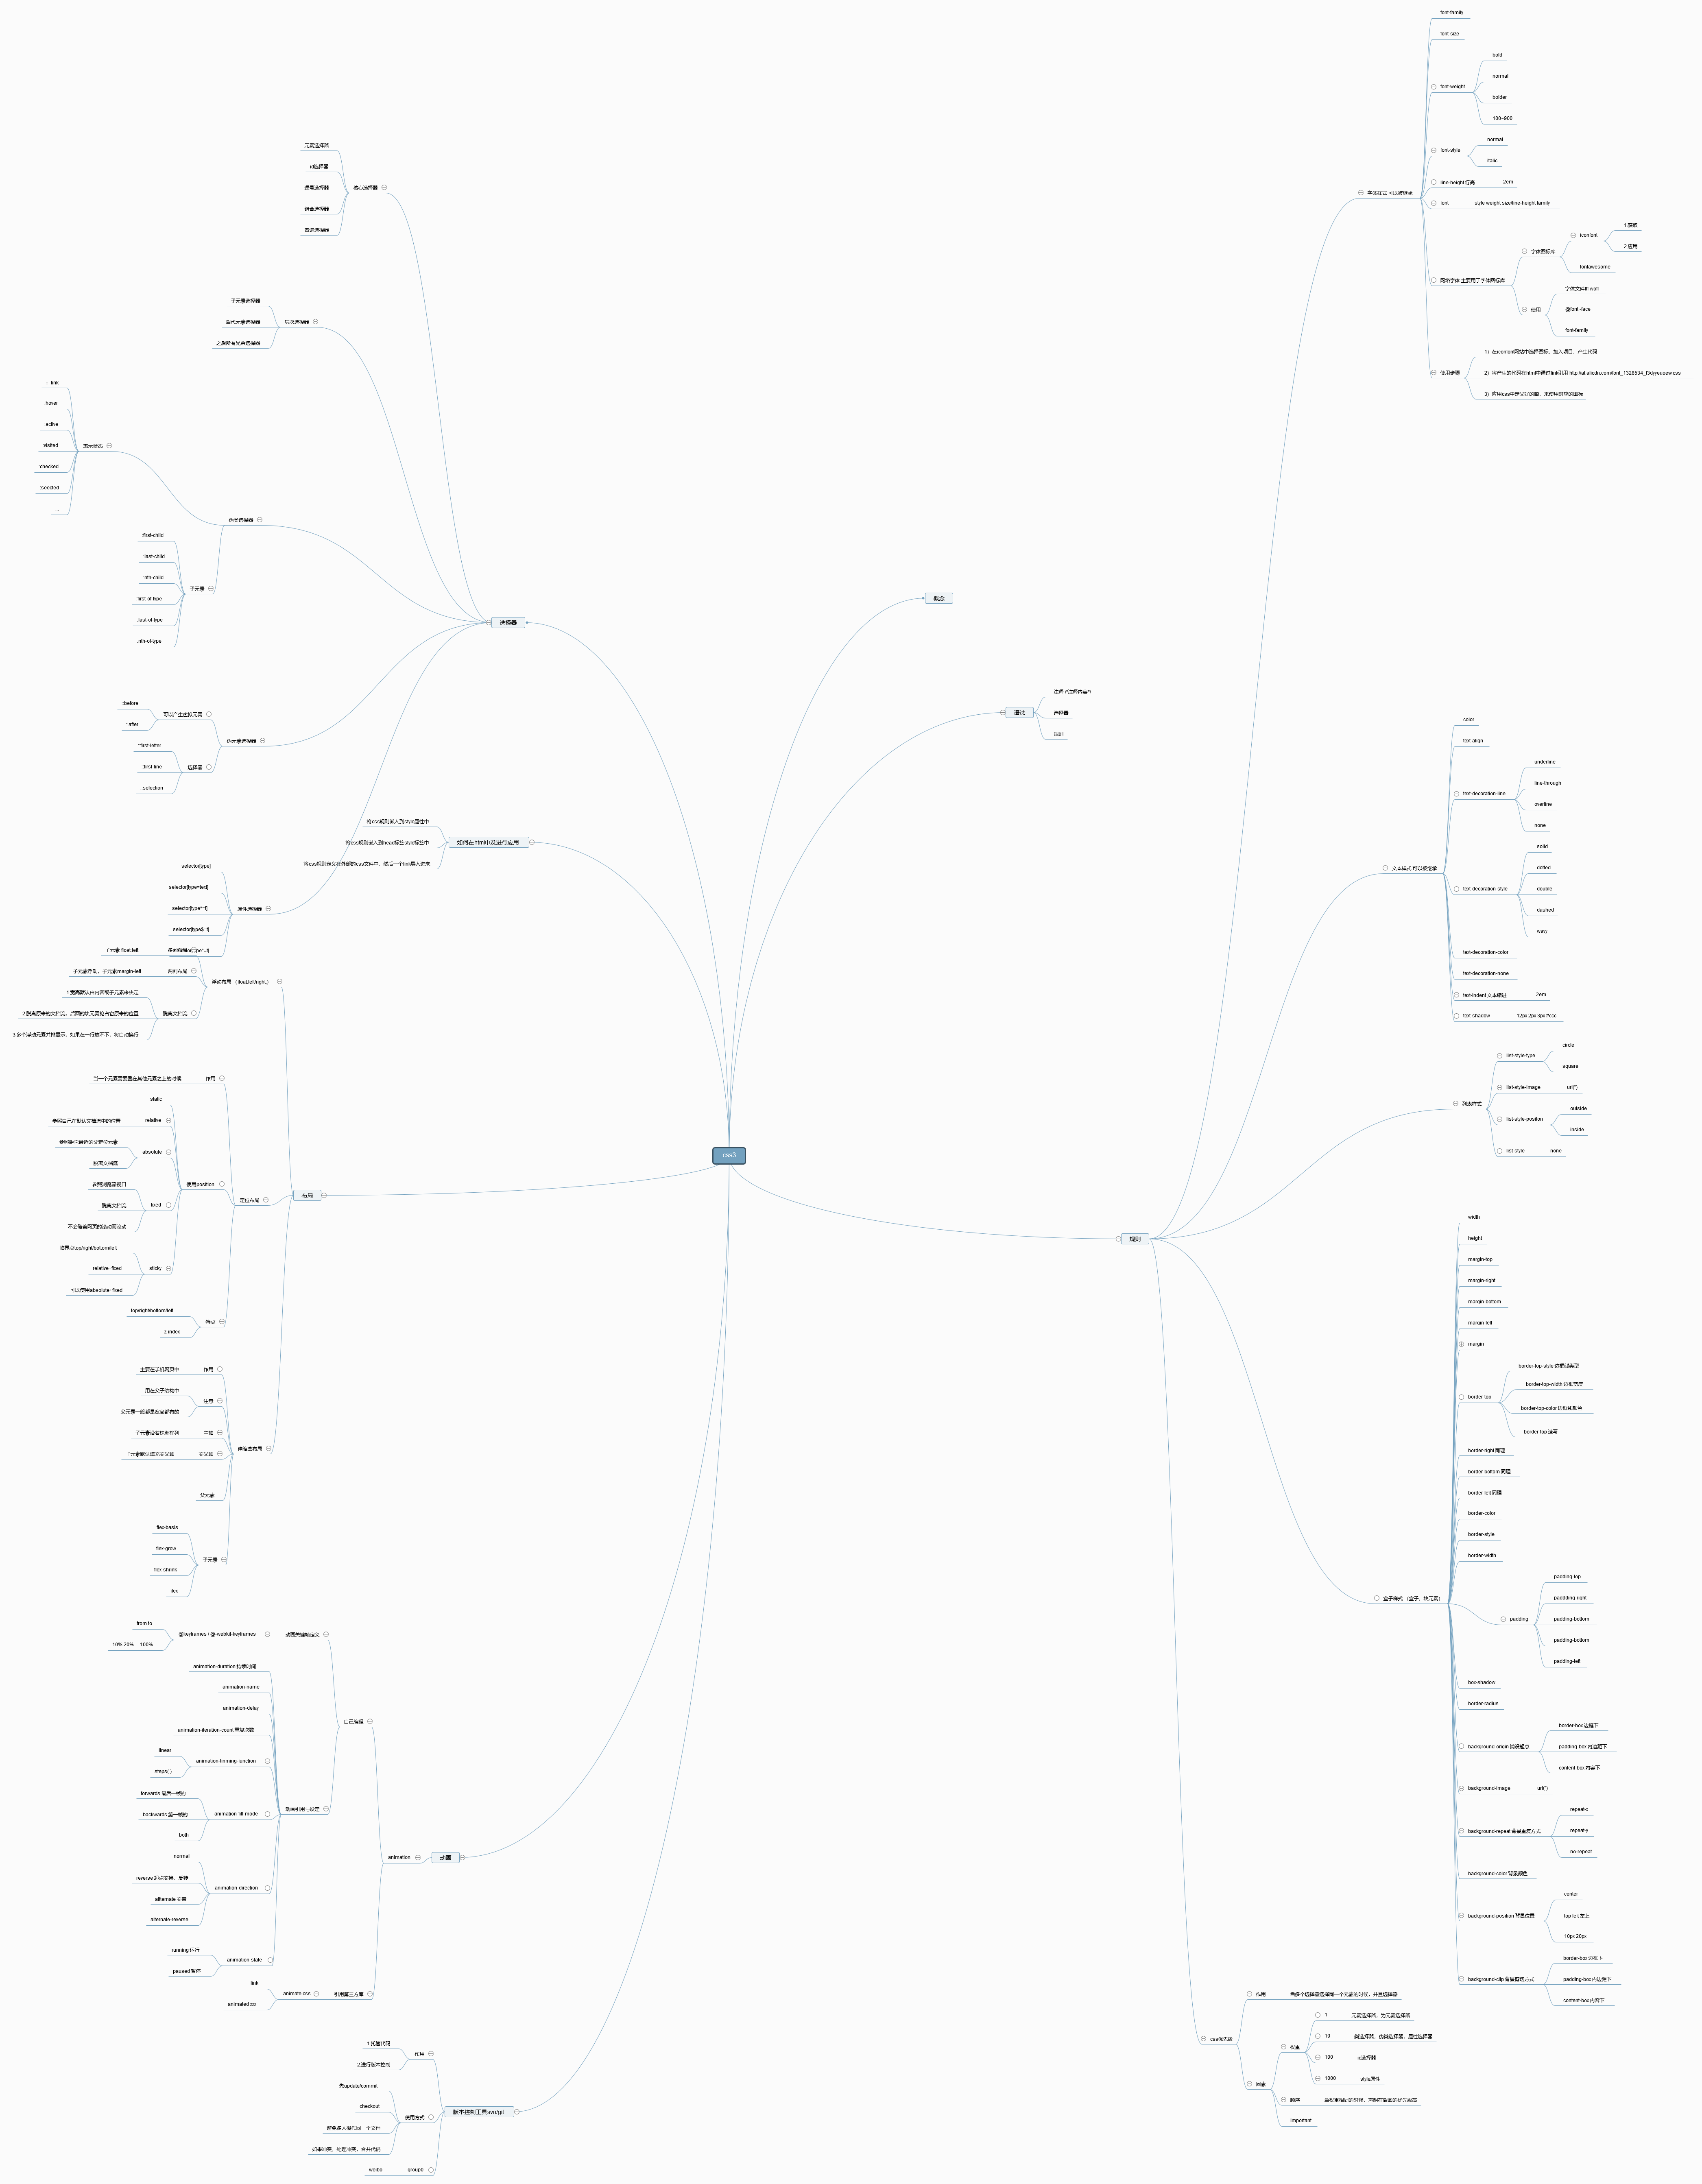 css3
概念
语法
注释 /*注释内容*/
选择器
规则
规则
字体样式 可以被继承
font-family
font-size
font-weight
bold
normal
bolder
100~900
font-style
normal
italic
line-height 行高
2em
font
style weight size/line-height family
网络字体 主要用于字体图标库
字体图标库
iconfont
1.获取
2.应用
fontawesome
使用
字体文件ttf woff
@font -face
font-family
使用步骤
1）在iconfont网站中选择图标、加入项目、产生代码
2）将产生的代码在html中通过link引用
3）应用css中定义好的类，来使用对应的图标
文本样式 可以被继承
color
text-align
text-decoration-line
underline
line-through
overline
none
text-decoration-style
solid
dotted
double
dashed
wavy
text-decoration-color
text-decoration-none
text-indent 文本缩进
2em
text-shadow
12px 2px 3px #ccc
列表样式
list-style-type
circle
square
list-style-image
url('')
list-style-positon
outside
inside
list-style
none
盒子样式 （盒子、块元素）
width
height
margin-top
margin-right
margin-bottom
margin-left
margin
border-top
border-top-style 边框线类型
border-top-width 边框宽度
border-top-color 边框线颜色
border-top 速写
border-right 同理
border-bottom 同理
border-left 同理
border-color
border-style
border-width
padding
padding-top
paddding-right
padding-bottom
padding-bottom
padding-left
box-shadow
border-radius
background-origin 铺设起点
border-box 边框下
padding-box 内边距下
content-box 内容下
background-image
url('')
background-repeat 背景重复方式
repeat-x
repeat-y
no-repeat
background-color 背景颜色
background-position 背景位置
center
top left 左上
10px 20px
background-clip 背景剪切方式
border-box 边框下
padding-box 内边距下
content-box 内容下
css优先级
作用
当多个选择器选择同一个元素的时候，并且选择器
因素
权重
1
元素选择器、为元素选择器
10
类选择器、伪类选择器、属性选择器
100
id选择器
1000
style属性
顺序
当权重相同的时候，声明在后面的优先级高
!important
选择器
核心选择器
元素选择器
id选择器
逗号选择器
组合选择器
普遍选择器
层次选择器
子元素选择器
后代元素选择器
之后所有兄弟选择器
伪类选择器
表示状态
：link
:hover
:active
:visited
:checked
:seected
...
子元素
:first-child
:last-child
:nth-child
:first-of-type
:last-of-type
:nth-of-type
伪元素选择器
可以产生虚拟元素
::before
::after
选择器
::first-letter
::first-line
::selection
属性选择器
selector[type]
selector[type=text]
selector[type^=t]
selector[type$=t]
如何在html中及进行应用
将css规则嵌入到style属性中
将css规则嵌入到head标签style标签中
将css规则定义在外部的css文件中，然后一个link导入进来
布局
浮动布局 （float:left/right;）
子元素 float:left;
两列布局
子元素浮动、子元素margin-left
脱离文档流
1.宽高默认由内容或子元素来决定
2.脱离原来的文档流，后面的块元素抢占它原来的位置
3.多个浮动元素并排显示，如果在一行放不下，将自动换行
定位布局
作用
当一个元素需要叠在其他元素之上的时候
使用position
static
relative
参照自己在默认文档流中的位置
absolute
参照距它最近的父定位元素
脱离文档流
fixed
参照浏览器视口
脱离文档流
不会随着网页的滚动而滚动
sticky
临界点top/right/bottom/left
relative+fixed
可以使用absolute+fixed
特点
top/right/bottom/left
z-index
伸缩盒布局
作用
主要在手机网页中
注意
用在父子结构中
父元素一般都是宽高都有的
主轴
子元素沿着株洲排列
交叉轴
子元素默认填充交叉轴
父元素
子元素
flex-basis
flex-grow
flex-shrink
flex
动画
animation
自己编程
动画关键帧定义
@keyframes / @-webkit-keyframes
from to
10% 20% ....100%
动画引用与设定
animation-duration 持续时间
animation-name
animation-delay
animation-iteration-count 重复次数
animation-timming-function
linear
steps( )
animation-fill-mode
forwards 最后一帧的
backwards 第一帧的
both
animation-direction
normal
reverse 起点交换、反转
altternate 交替
alternate-reverse
animation-state
running 运行
paused 暂停
引用第三方库
animate.css
link
animated xxx
版本控制工具svn/git
作用
1.托管代码
2.进行版本控制
使用方式
先update/commit
checkout
避免多人操作同一个文件
如果冲突，处理冲突，合并代码
group0
weibo